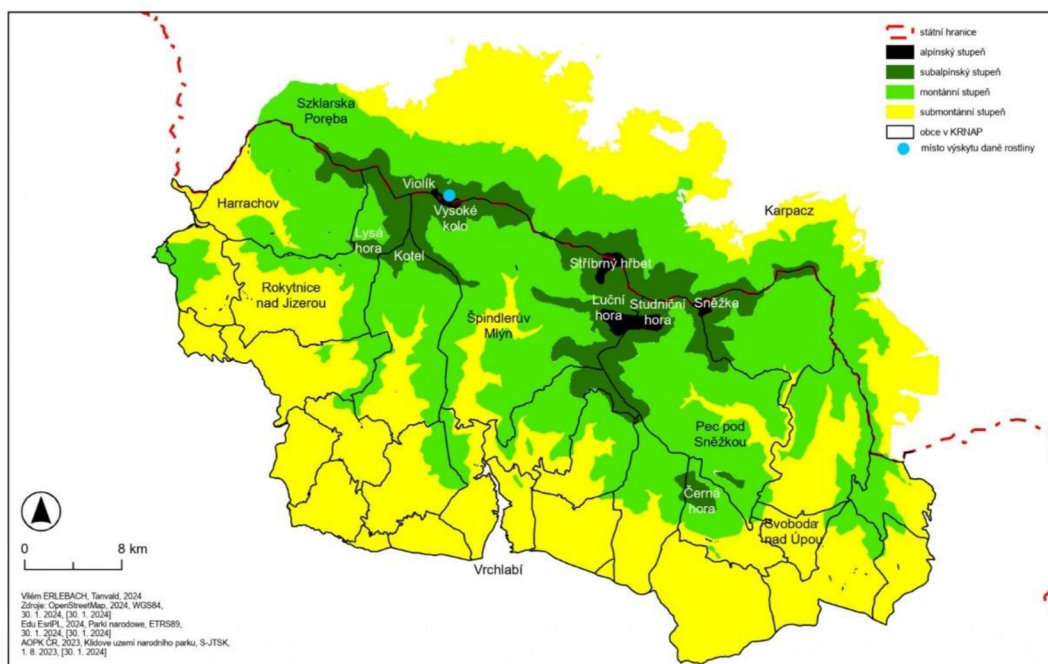 státní hranice
alpínský stupeň
subalpínský stupeň
montánní stupeň
submontánní stupeň
obce v KRNAP
místo výskytu dané rostliny
Szklarska
Poręba
Violík
Vysoké
kolo
Harrachov
Karpacz
Lysá
hora
Kotel
Stříbrný hřbet
Rokytnice
nad Jizerou
Luční
hora
Studniční
hora
Sněžka
Špindlerův
Mlýn
Pec pod
Sněžkou
Černá
hora
Svoboda
nad Úpou
Vrchlabí
0 8 km
Vilém ERLEBACH, Tanvald, 2024
Zdroje: OpenStreetMap, 2024, WGS84,
30. 1. 2024, [30. 1. 2024]
Edu EsriPL, 2024, Parki narodowe, ETRS89,
30. 1. 2024, [30. 1. 2024]
AOPK ČR, 2023, Klidove uzemi narodního parku, S-JTSK,
1. 8. 2023, [30. 1. 2024]